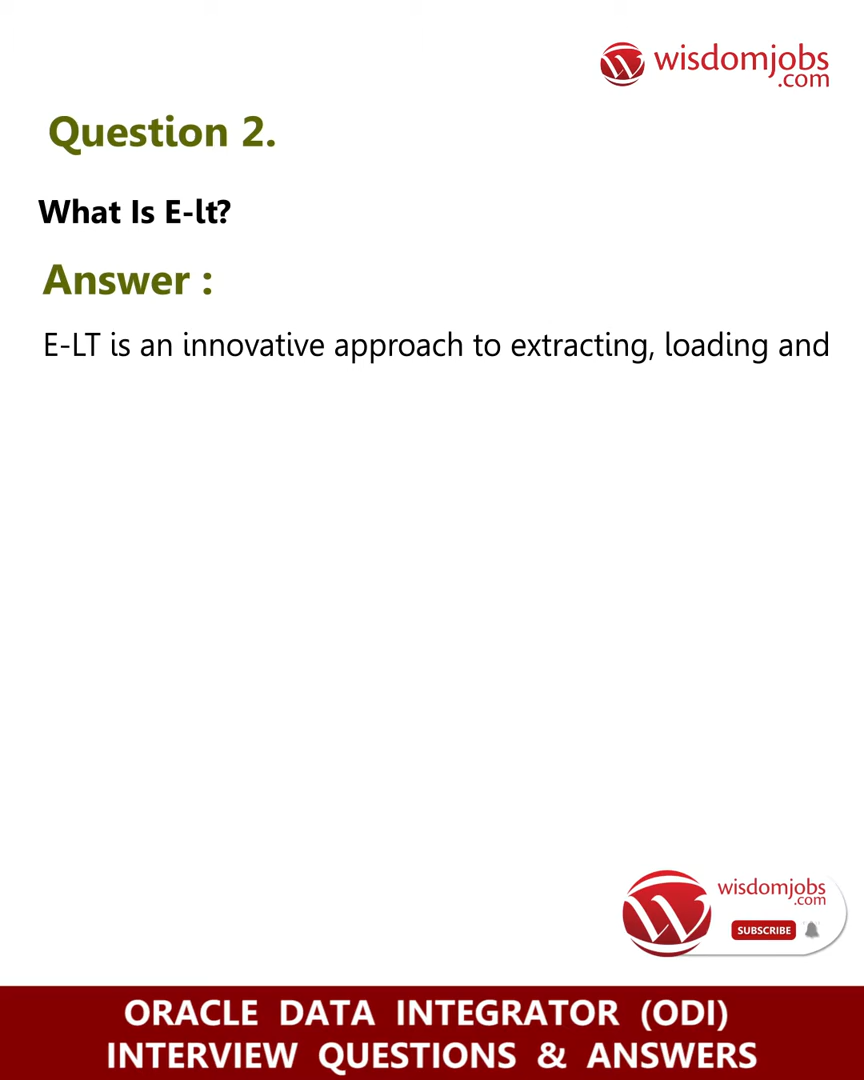 wisdomjobs
.com
Question 2.
What Is E-lt?
Answer :
E-LT is an innovative approach to extracting, loading and
wisdomjobs
.com
SUBSCRIBE
ORACLE DATA INTEGRATOR (ODI)
INTERVIEW QUESTIONS & ANSWERS